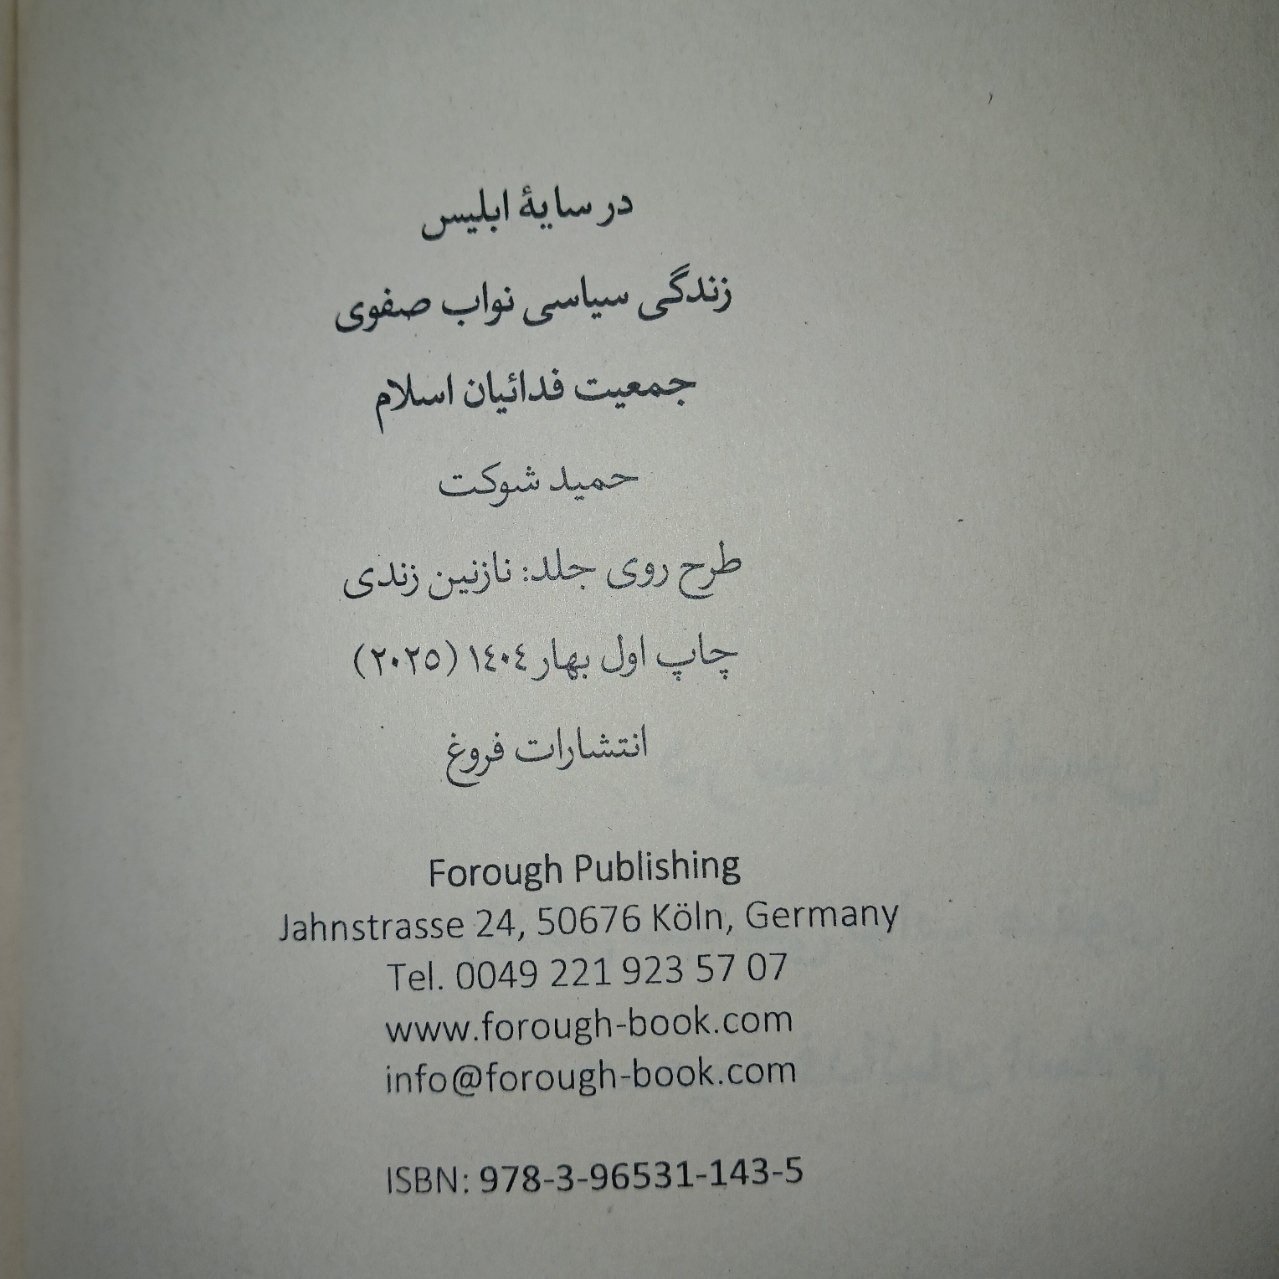 در سایهٔ ابلیس
زندگی سیاسی نواب صفوی
جمعیت فدائیان اسلام
حمید شوکت
طرح روی جلد: نازنین زندی
چاپ اول بهار ۱۴۰۴ (۲۰۲۵)
انتشارات فروغ
Forough Publishing
Jahnstrasse 24, 50676 Köln, Germany
Tel. 0049 221 923 57 07
www.forough-book.com
info@forough-book.com
ISBN: 978-3-96531-143-5